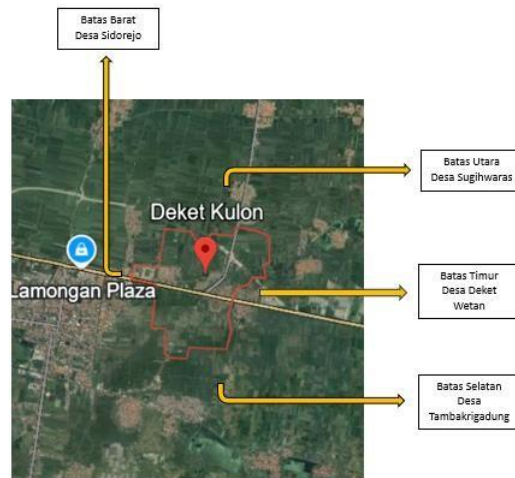 Batas Barat
Desa Sidorejo
Batas Utara
Desa Sugihwaras
Deket Kulon
Lamongan Plaza
Batas Timur
Desa Deket
Wetan
Batas Selatan
Desa
Tambakrigadung